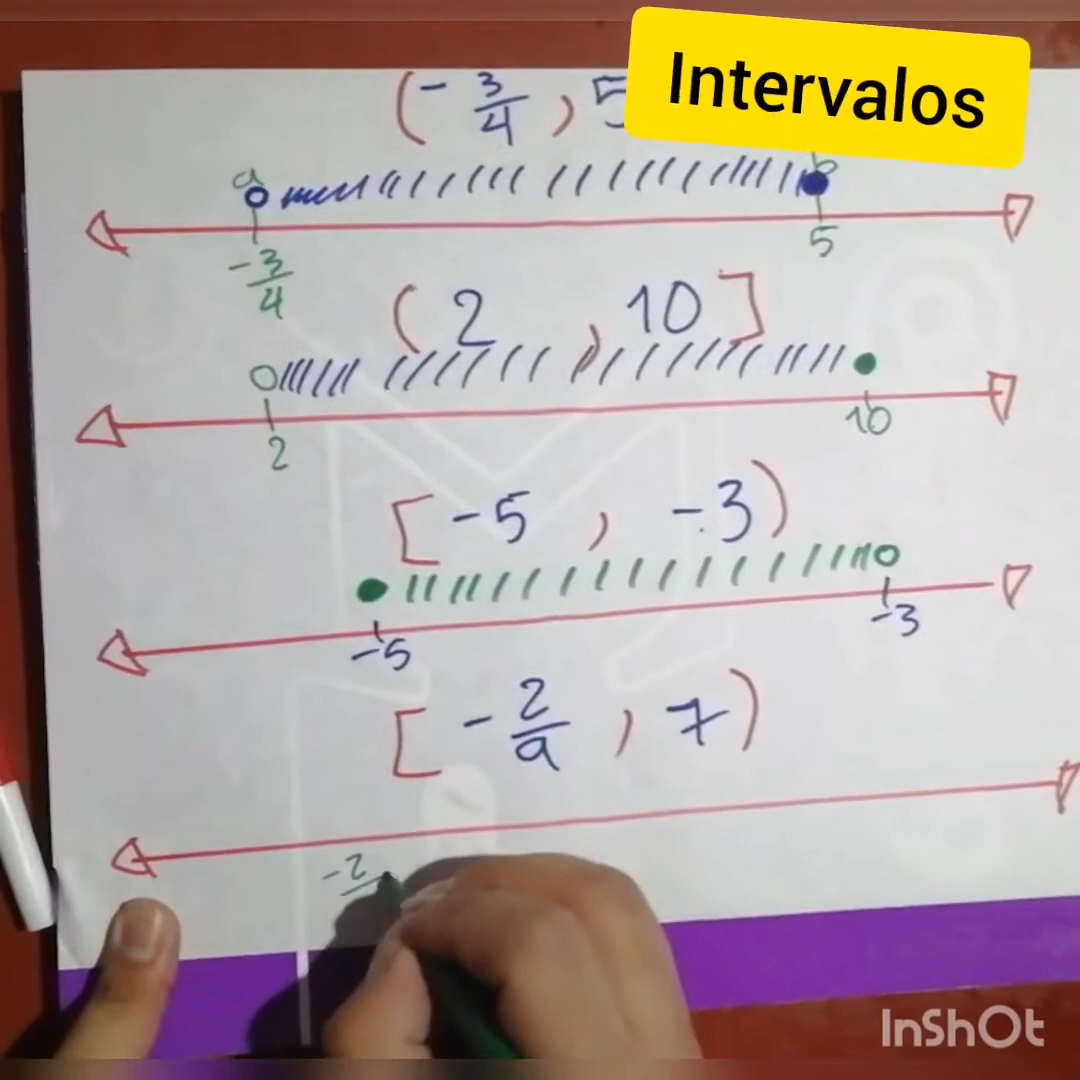 Intervalos
(-3/4, 5
a b
-3/4 5
(2, 10]
2 10
[-5, -3)
-5 -3
[-2/9, 7)
-2
InShOt